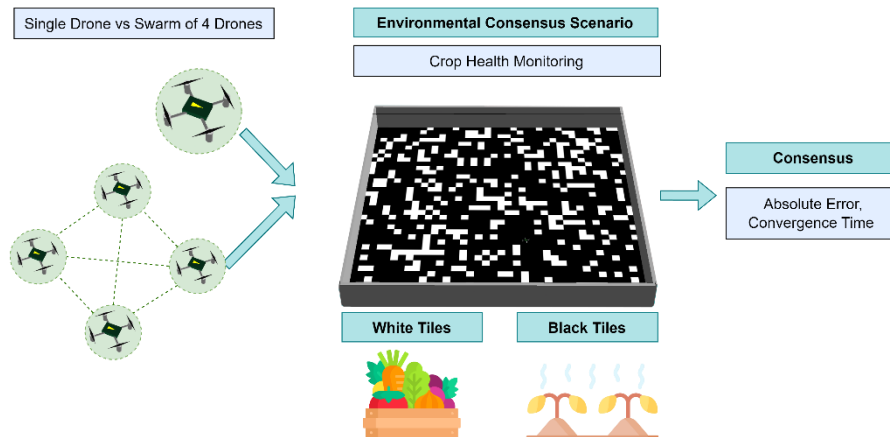 Single Drone vs Swarm of 4 Drones
Environmental Consensus Scenario
Crop Health Monitoring
Consensus
Absolute Error,
Convergence Time
White Tiles
Black Tiles